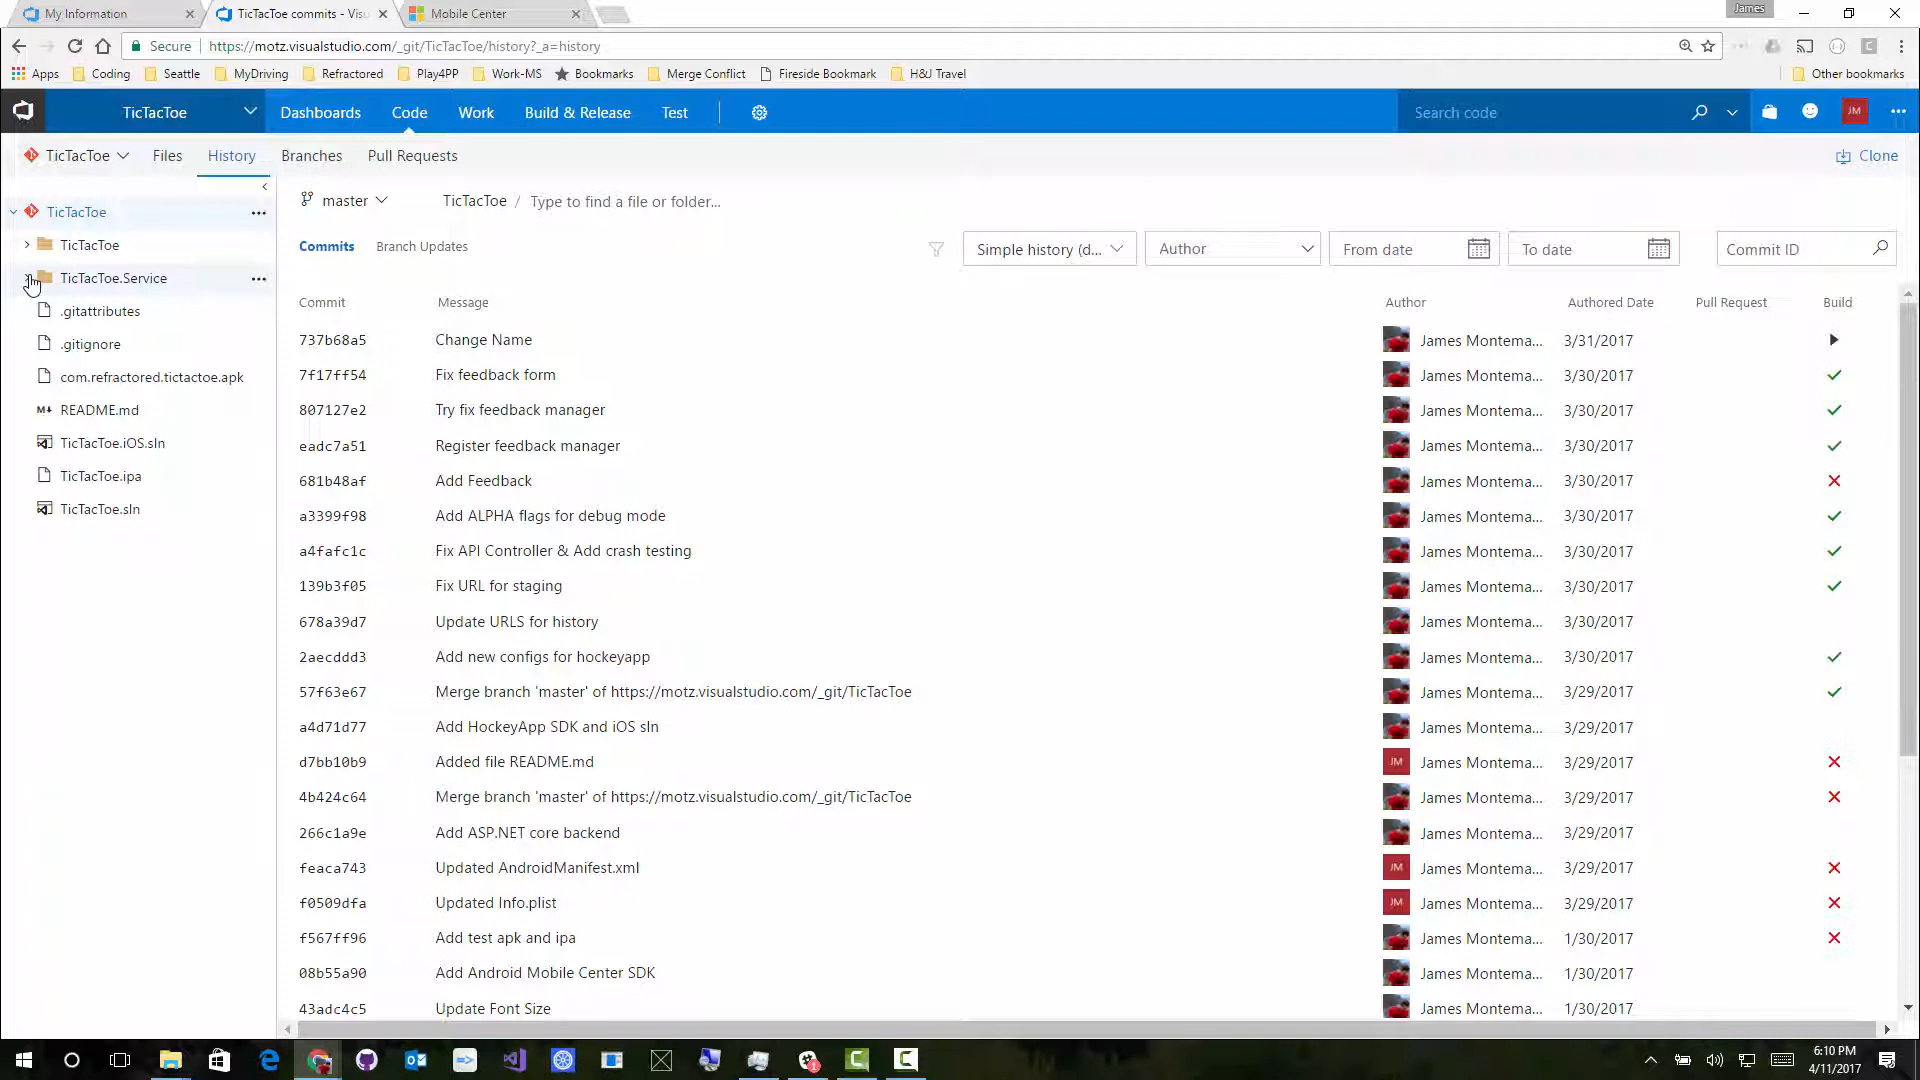 My Information
TicTacToe commits - Visu
Mobile Center
James
Secure
https://motz.visualstudio.com/_git/TicTacToe/history?_a=history
Apps
Coding
Seattle
MyDriving
Refractored
Play4PP
Work-MS
Bookmarks
Merge Conflict
Fireside Bookmark
H&J Travel
Other bookmarks
TicTacToe
Dashboards
Code
Work
Build & Release
Test
Search code
JM
TicTacToe
Files
History
Branches
Pull Requests
Clone
TicTacToe
TicTacToe
TicTacToe.Service
.gitattributes
.gitignore
com.refractored.tictactoe.apk
M↓ README.md
TicTacToe.iOS.sln
TicTacToe.ipa
TicTacToe.sln
master
TicTacToe / Type to find a file or folder...
Commits
Branch Updates
Simple history (d...
Author
From date
To date
Commit ID
Commit Message Author Authored Date Pull Request Build
737b68a5 Change Name James Montema... 3/31/2017
7f17ff54 Fix feedback form James Montema... 3/30/2017
807127e2 Try fix feedback manager James Montema... 3/30/2017
eadc7a51 Register feedback manager James Montema... 3/30/2017
681b48af Add Feedback James Montema... 3/30/2017
a3399f98 Add ALPHA flags for debug mode James Montema... 3/30/2017
a4fafc1c Fix API Controller & Add crash testing James Montema... 3/30/2017
139b3f05 Fix URL for staging James Montema... 3/30/2017
678a39d7 Update URLS for history James Montema... 3/30/2017
2aecddd3 Add new configs for hockeyapp James Montema... 3/30/2017
57f63e67 Merge branch 'master' of https://motz.visualstudio.com/_git/TicTacToe James Montema... 3/29/2017
a4d71d77 Add HockeyApp SDK and iOS sln James Montema... 3/29/2017
d7bb10b9 Added file README.md JM James Montema... 3/29/2017
4b424c64 Merge branch 'master' of https://motz.visualstudio.com/_git/TicTacToe James Montema... 3/29/2017
266c1a9e Add ASP.NET core backend James Montema... 3/29/2017
feaca743 Updated AndroidManifest.xml JM James Montema... 3/29/2017
f0509dfa Updated Info.plist JM James Montema... 3/29/2017
f567ff96 Add test apk and ipa James Montema... 1/30/2017
08b55a90 Add Android Mobile Center SDK James Montema... 1/30/2017
43adc4c5 Update Font Size James Montema... 1/30/2017
6:10 PM
4/11/2017